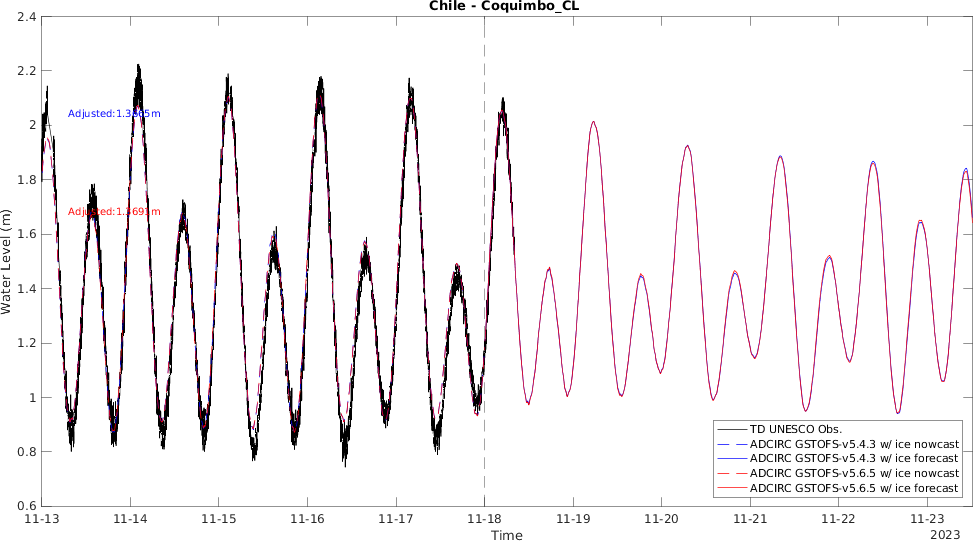 Chile - Coquimbo_CL
2.4
2.2
2
1.8
1.6
1.4
1.2
1
0.8
0.6
Water Level (m)
TD UNESCO Obs.
ADCIRC GSTOFS-v5.4.3 w/ ice nowcast
ADCIRC GSTOFS-v5.4.3 w/ ice forecast
ADCIRC GSTOFS-v5.6.5 w/ ice nowcast
ADCIRC GSTOFS-v5.6.5 w/ ice forecast
11-13 11-14 11-15 11-16 11-17 11-18 11-19 11-20 11-21 11-22 11-23
Time
2023